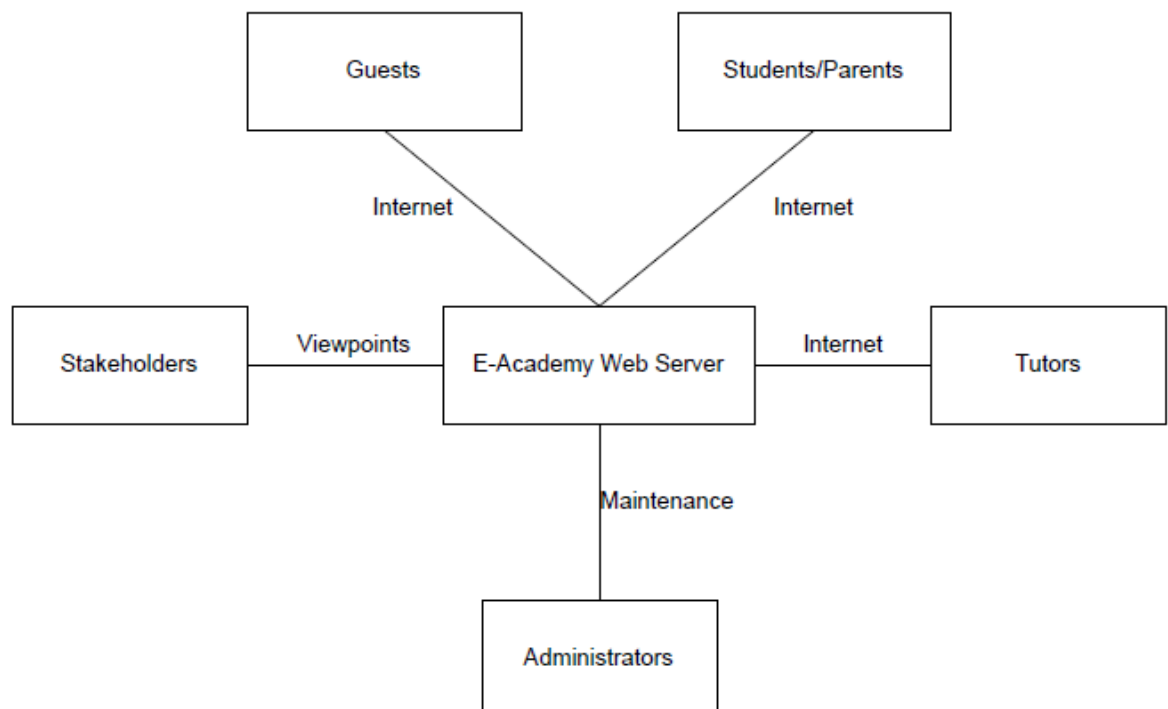 Guests
Students/Parents
Internet
Internet
Stakeholders
Viewpoints
E-Academy Web Server
Internet
Tutors
Maintenance
Administrators